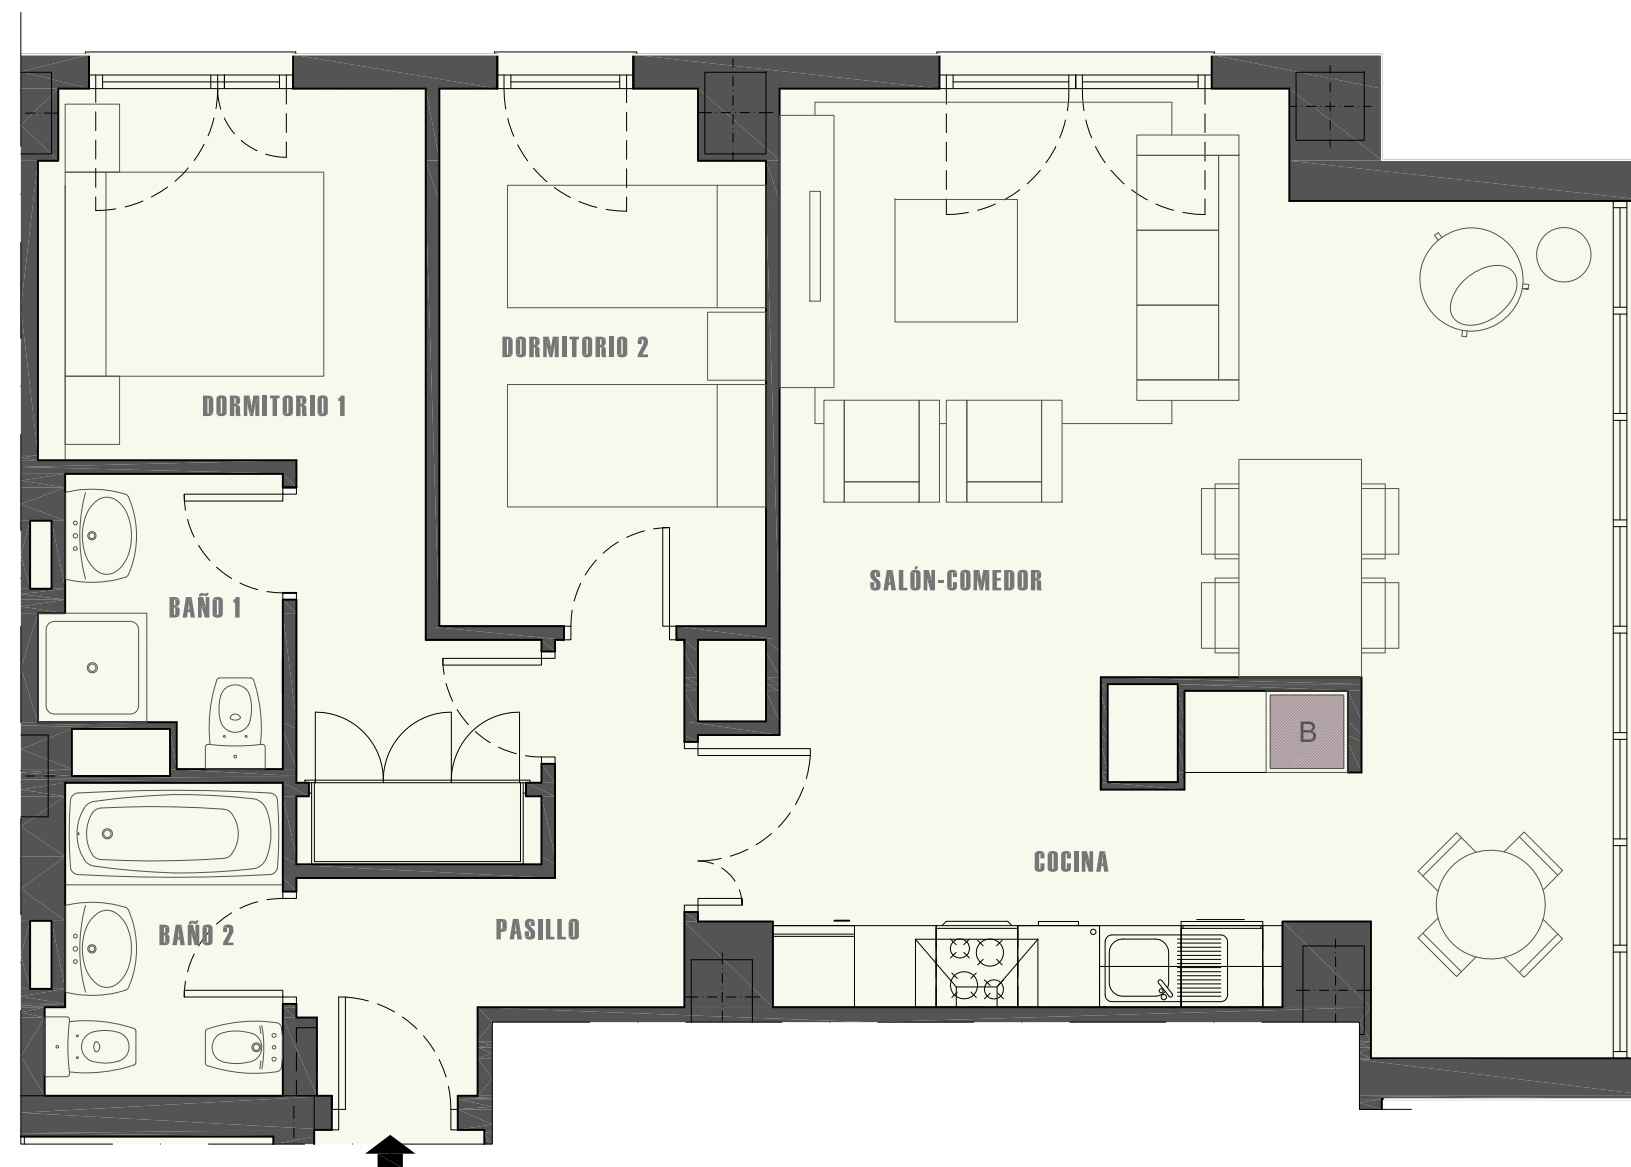 DORMITORIO 1
DORMITORIO 2
SALÓN-COMEDOR
BAÑO 1
B
COCINA
BAÑO 2
PASILLO